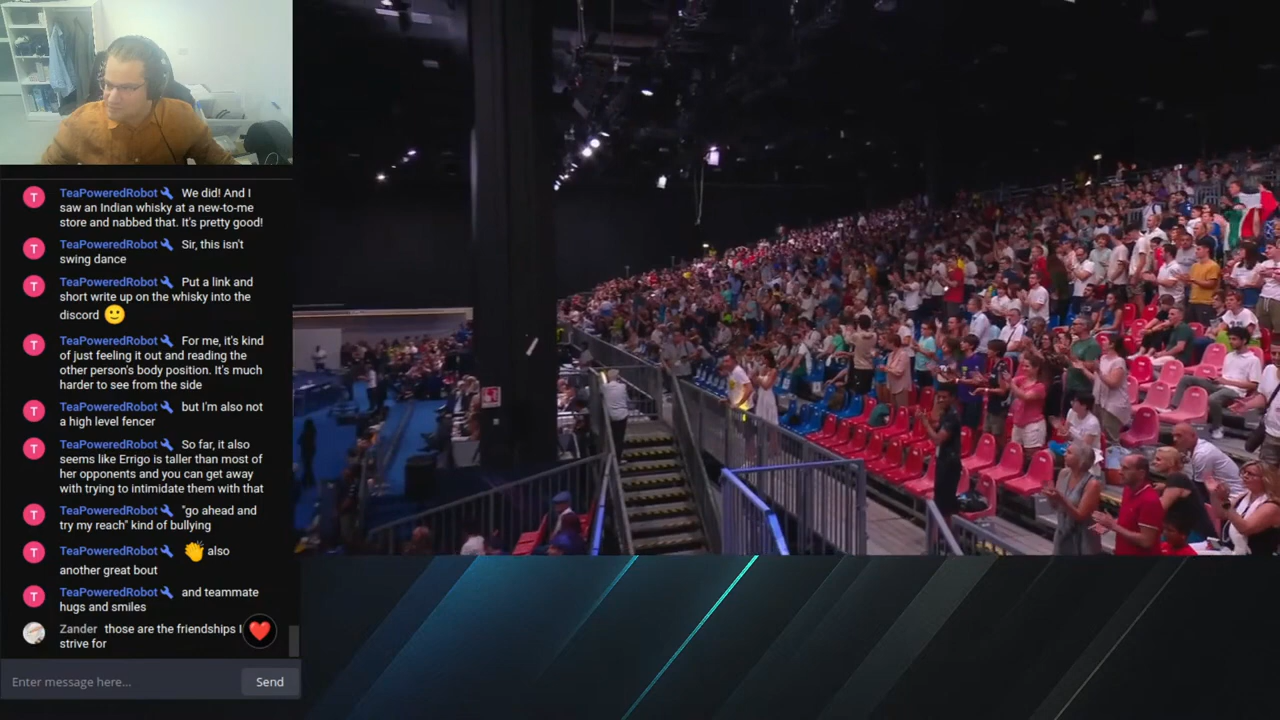 TeaPoweredRobot We did! And I
saw an Indian whisky at a new-to-me
store and nabbed that. It's pretty good!
TeaPoweredRobot Sir, this isn't
swing dance
TeaPoweredRobot Put a link and
short write up on the whisky into the
discord 🙂
TeaPoweredRobot For me, it's kind
of just feeling it out and reading the
other person's body position. It's much
harder to see from the side
TeaPoweredRobot but I'm also not
a high level fencer
TeaPoweredRobot So far, it also
seems like Errigo is taller than most of
her opponents and you can get away
with trying to intimidate them with that
TeaPoweredRobot "go ahead and
try my reach" kind of bullying
TeaPoweredRobot 👏 also
another great bout
TeaPoweredRobot and teammate
hugs and smiles
Zander those are the friendships I
strive for
Enter message here...
Send
T
T
T
T
T
T
T
T
T